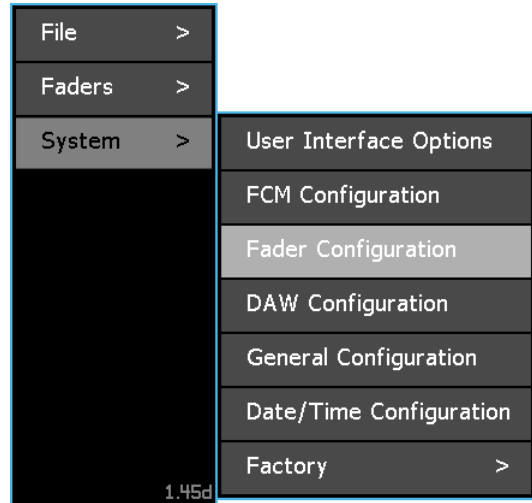 File >
Faders >
System >
User Interface Options
FCM Configuration
Fader Configuration
DAW Configuration
General Configuration
Date/Time Configuration
Factory >
1.45d